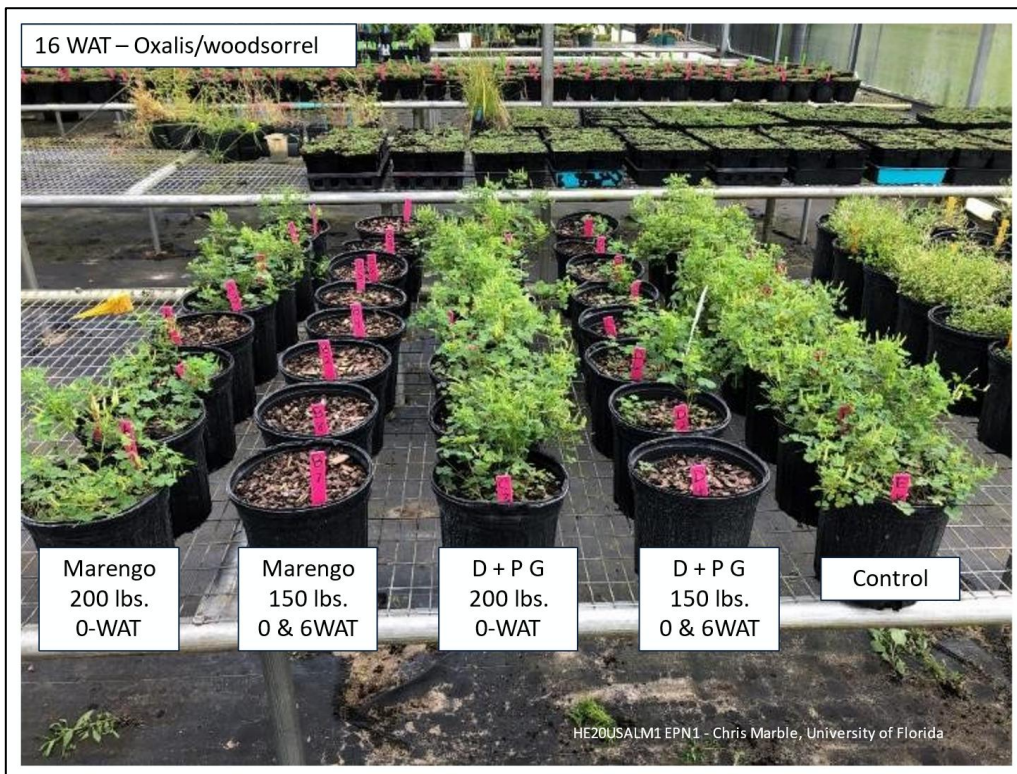 16 WAT – Oxalis/woodsorrel
Marengo
200 lbs.
0-WAT
Marengo
150 lbs.
0 & 6WAT
D + P G
200 lbs.
0-WAT
D + P G
150 lbs.
0 & 6WAT
Control
HE20USALM1 EPN1 - Chris Marble, University of Florida